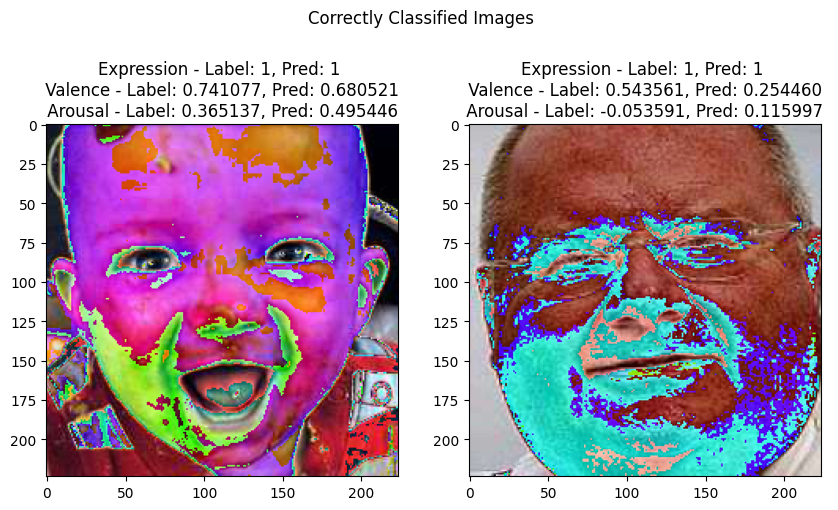 Correctly Classified Images
Expression - Label: 1, Pred: 1
Valence - Label: 0.741077, Pred: 0.680521
Arousal - Label: 0.365137, Pred: 0.495446
Expression - Label: 1, Pred: 1
Valence - Label: 0.543561, Pred: 0.254460
Arousal - Label: -0.053591, Pred: 0.115997
0
25
50
75
100
125
150
175
200
0 50 100 150 200
0
25
50
75
100
125
150
175
200
0 50 100 150 200